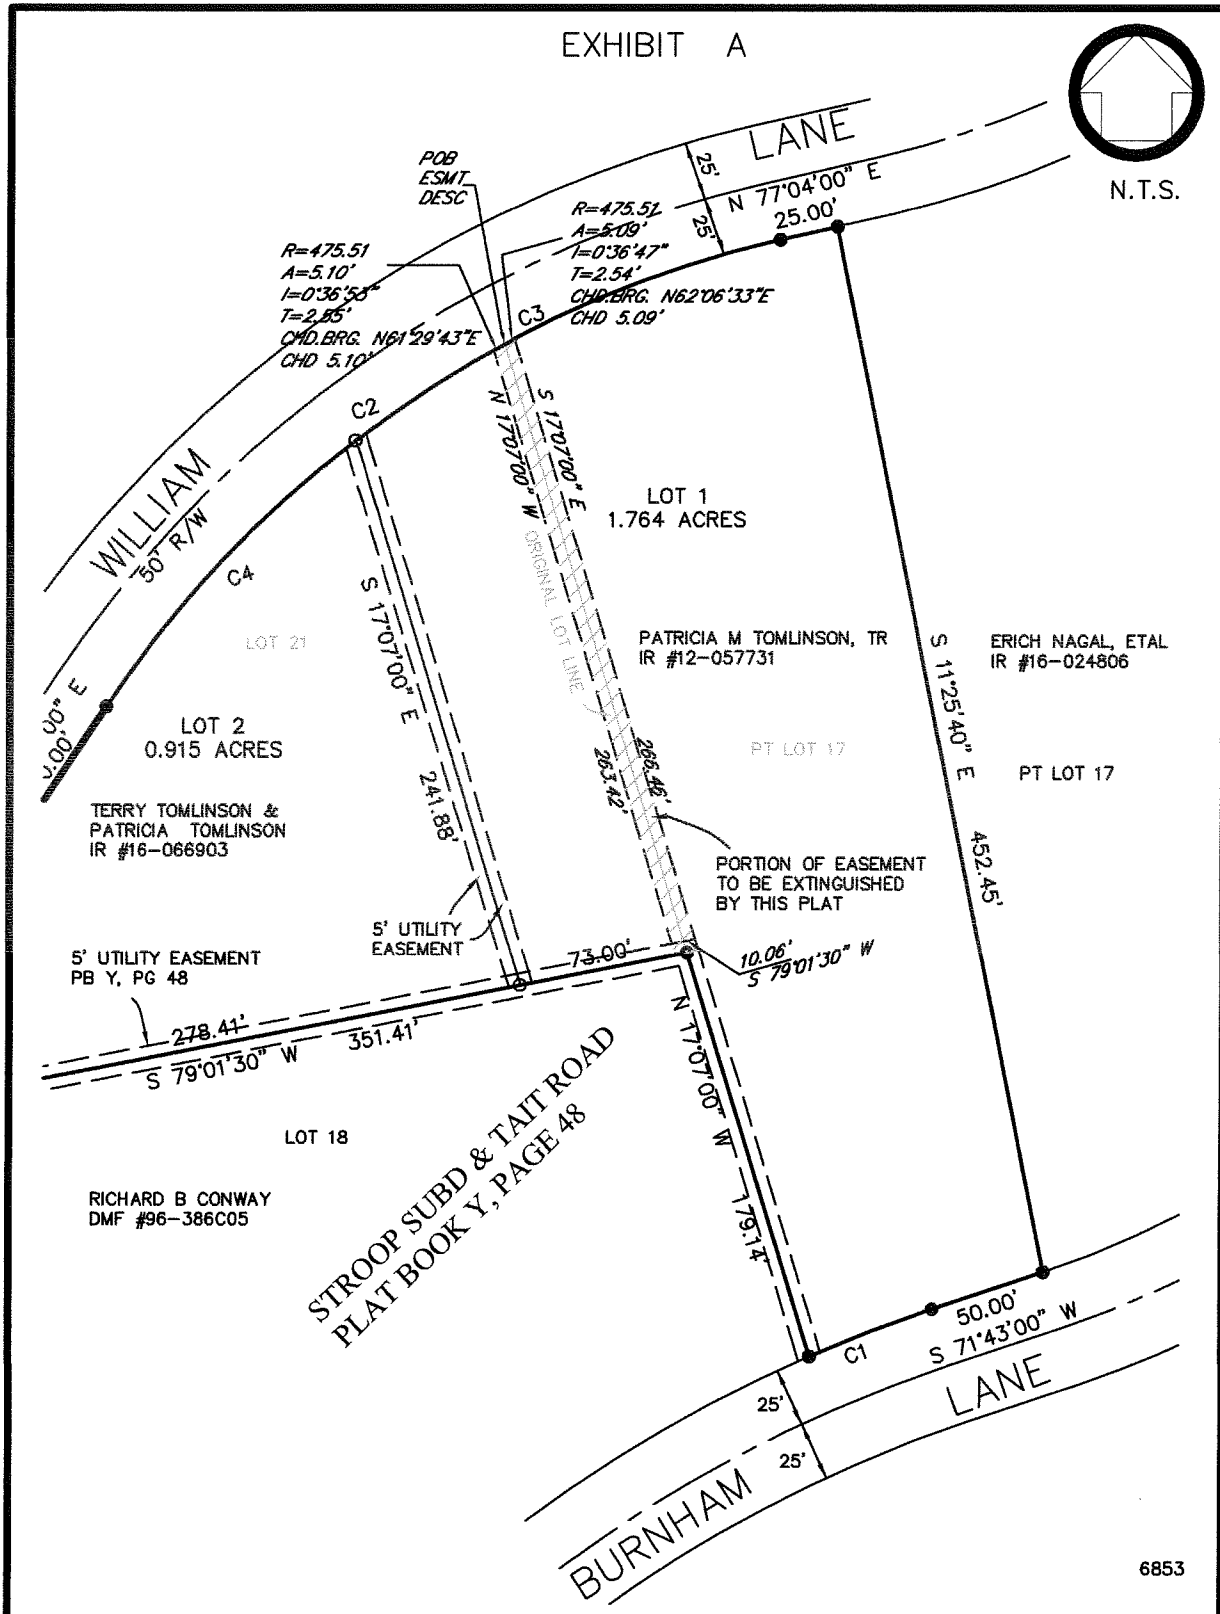 EXHIBIT A
N.T.S.
LANE
25'
25'
N 77°04'00" E
25.00'
POB
ESMT
DESC
R=475.51
A=5.09'
I=0°36'47"
T=2.54'
CHD.BRG. N62°06'33"E
CHD 5.09'
R=475.51
A=5.10'
I=0°36'53"
T=2.55'
CHD.BRG. N61°29'43"E
CHD 5.10'
C3
C2
WILLIAM
50' R/W
C4
N 17°07'00" W
S 17°07'00" E
ORIGINAL LOT LINE
LOT 1
1.764 ACRES
S 17°07'00" E
241.88'
LOT 21
PATRICIA M TOMLINSON, TR
IR #12-057731
S 11°25'40" E
452.45'
ERICH NAGAL, ETAL
IR #16-024806
00" E
.00'
LOT 2
0.915 ACRES
263.42'
266.46'
PT LOT 17
PT LOT 17
TERRY TOMLINSON &
PATRICIA TOMLINSON
IR #16-066903
PORTION OF EASEMENT
TO BE EXTINGUISHED
BY THIS PLAT
5' UTILITY
EASEMENT
73.00'
10.06'
S 79°01'30" W
5' UTILITY EASEMENT
PB Y, PG 48
278.41'
S 79°01'30" W
351.41'
N 17°07'00" W
179.14'
LOT 18
STROOP SUBD & TAIT ROAD
PLAT BOOK Y, PAGE 48
RICHARD B CONWAY
DMF #96-386C05
50.00'
S 71°43'00" W
C1
LANE
25'
25'
BURNHAM
6853